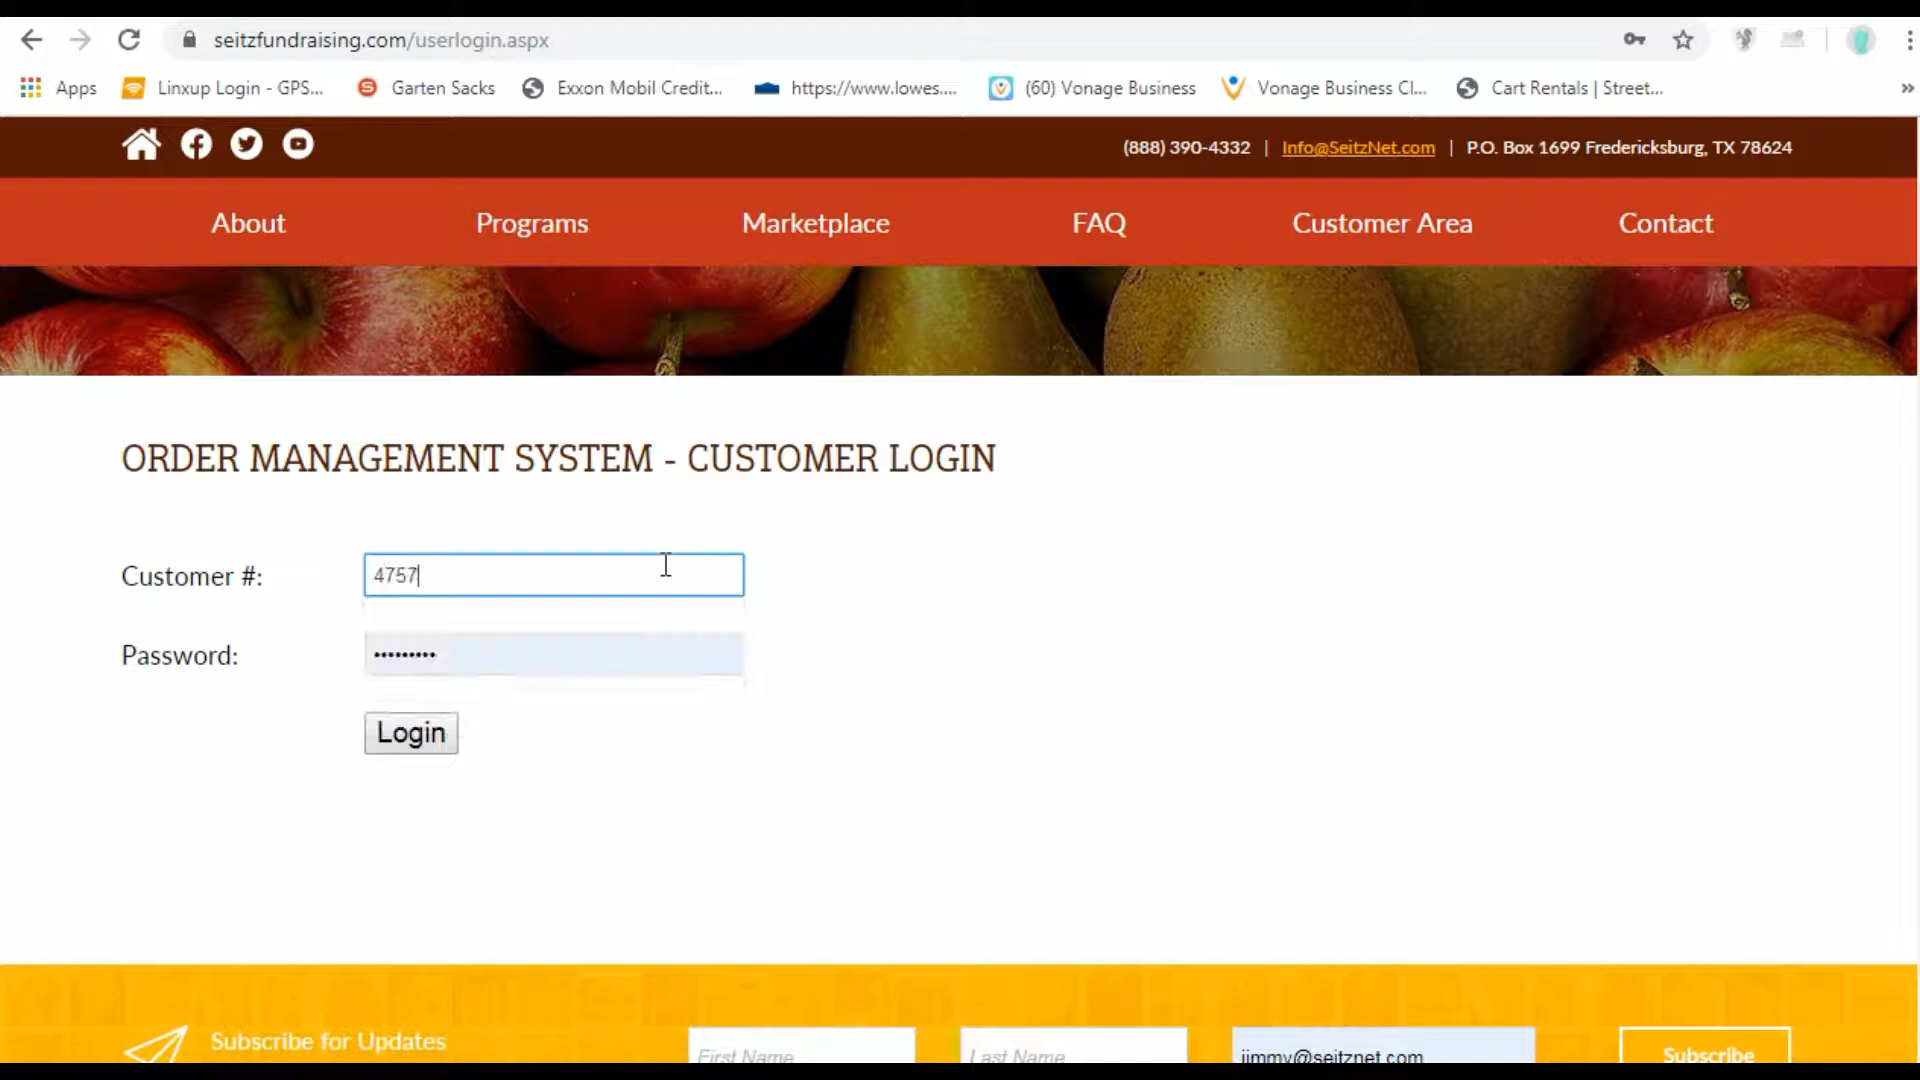 seitzfundraising.com/userlogin.aspx
Apps Linxup Login - GPS... Garten Sacks Exxon Mobil Credit... https://www.lowes.... (60) Vonage Business Vonage Business Cl... Cart Rentals | Street... »
(888) 390-4332 | Info@SeitzNet.com | P.O. Box 1699 Fredericksburg, TX 78624
About Programs Marketplace FAQ Customer Area Contact
ORDER MANAGEMENT SYSTEM - CUSTOMER LOGIN
Customer #: 4757
Password: •••••••••
Login
Subscribe for Updates
First Name Last Name jimmy@seitznet.com Subscribe